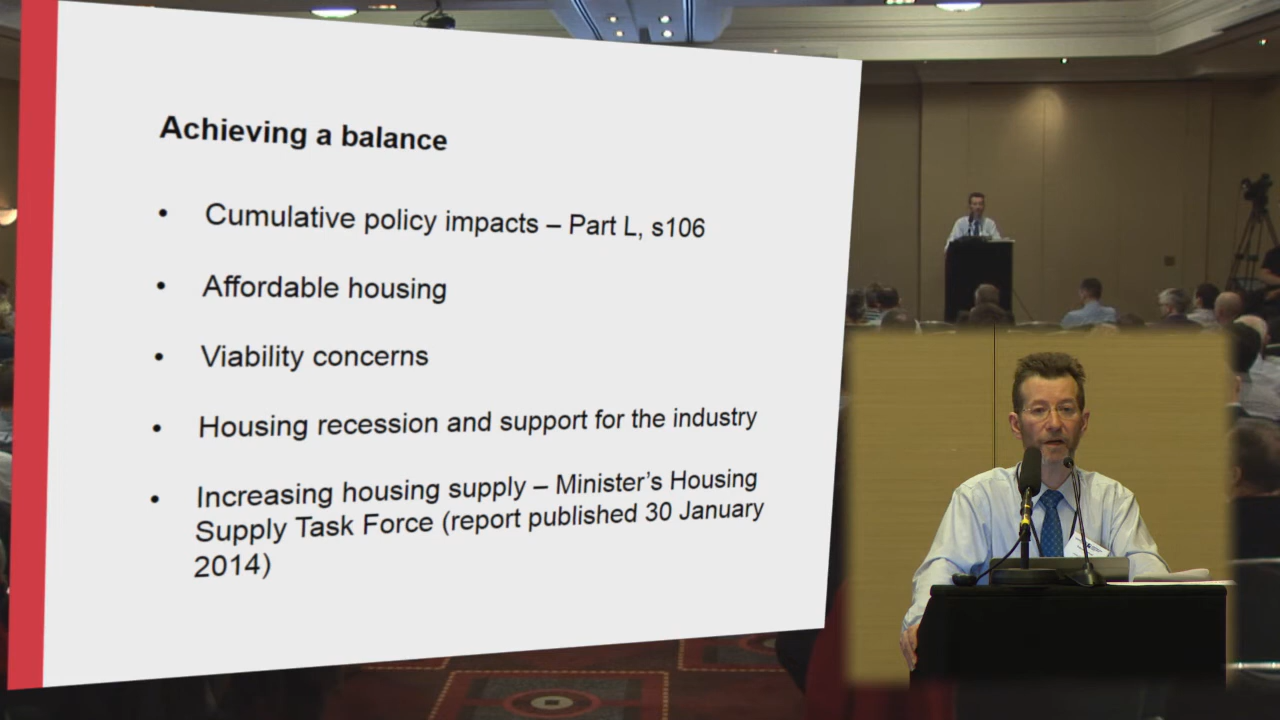 Achieving a balance
• Cumulative policy impacts – Part L, s106
• Affordable housing
• Viability concerns
• Housing recession and support for the industry
• Increasing housing supply – Minister's Housing
Supply Task Force (report published 30 January
2014)